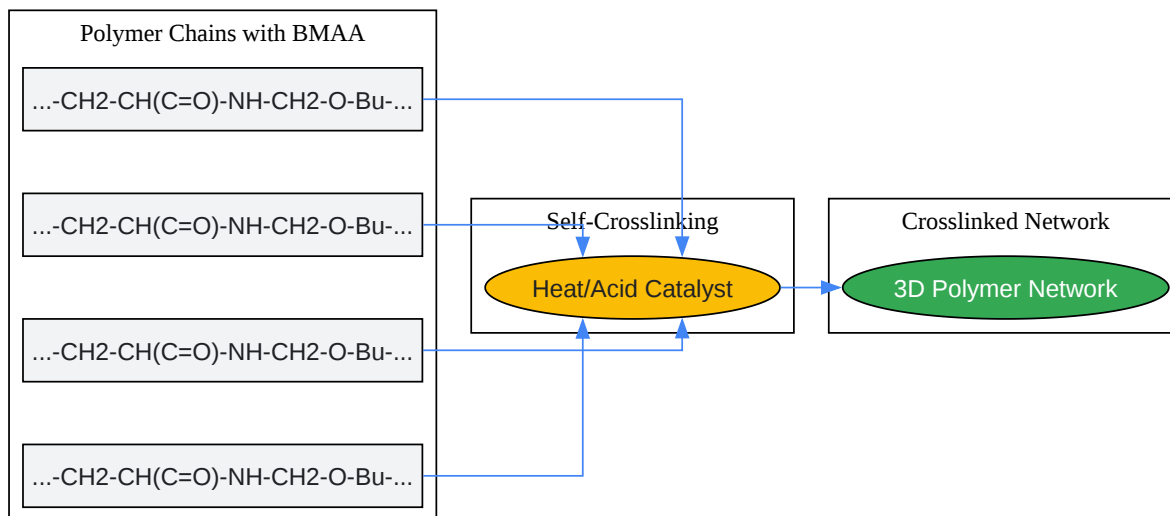 Polymer Chains with BMAA
...-CH2-CH(C=O)-NH-CH2-O-Bu-...
...-CH2-CH(C=O)-NH-CH2-O-Bu-...
...-CH2-CH(C=O)-NH-CH2-O-Bu-...
...-CH2-CH(C=O)-NH-CH2-O-Bu-...
Self-Crosslinking
Heat/Acid Catalyst
Crosslinked Network
3D Polymer Network